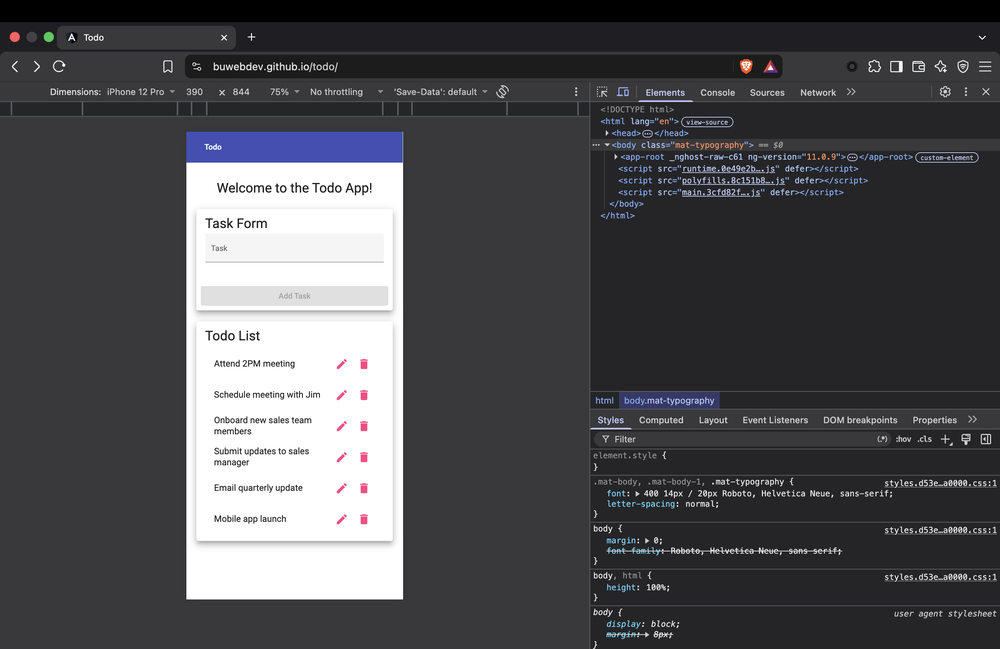 Todo
buwebdev.github.io/todo/
Dimensions: iPhone 12 Pro 390 x 844 75% No throttling 'Save-Data': default
Todo
Welcome to the Todo App!
Task Form
Task
Add Task
Todo List
Attend 2PM meeting
Schedule meeting with Jim
Onboard new sales team
members
Submit updates to sales
manager
Email quarterly update
Mobile app launch
Elements Console Sources Network
<!DOCTYPE html>
<html lang="en"> view-source
<head> </head>
<body class="mat-typography"> == $0
<app-root _nghost-raw-c61 ng-version="11.0.9"> </app-root> custom-element
<script src="runtime.0e49e2b….js" defer></script>
<script src="polyfills.8c151b8….js" defer></script>
<script src="main.3cfd82f….js" defer></script>
</body>
</html>
html body.mat-typography
Styles Computed Layout Event Listeners DOM breakpoints Properties
Filter :hov .cls
element.style {
}
.mat-body, .mat-body-1, .mat-typography { styles.d53e…a0000.css:1
font: 400 14px / 20px Roboto, Helvetica Neue, sans-serif;
letter-spacing: normal;
}
body { styles.d53e…a0000.css:1
margin: 0;
font-family: Roboto, Helvetica Neue, sans-serif;
}
body, html { styles.d53e…a0000.css:1
height: 100%;
}
body { user agent stylesheet
display: block;
margin: 8px;
}